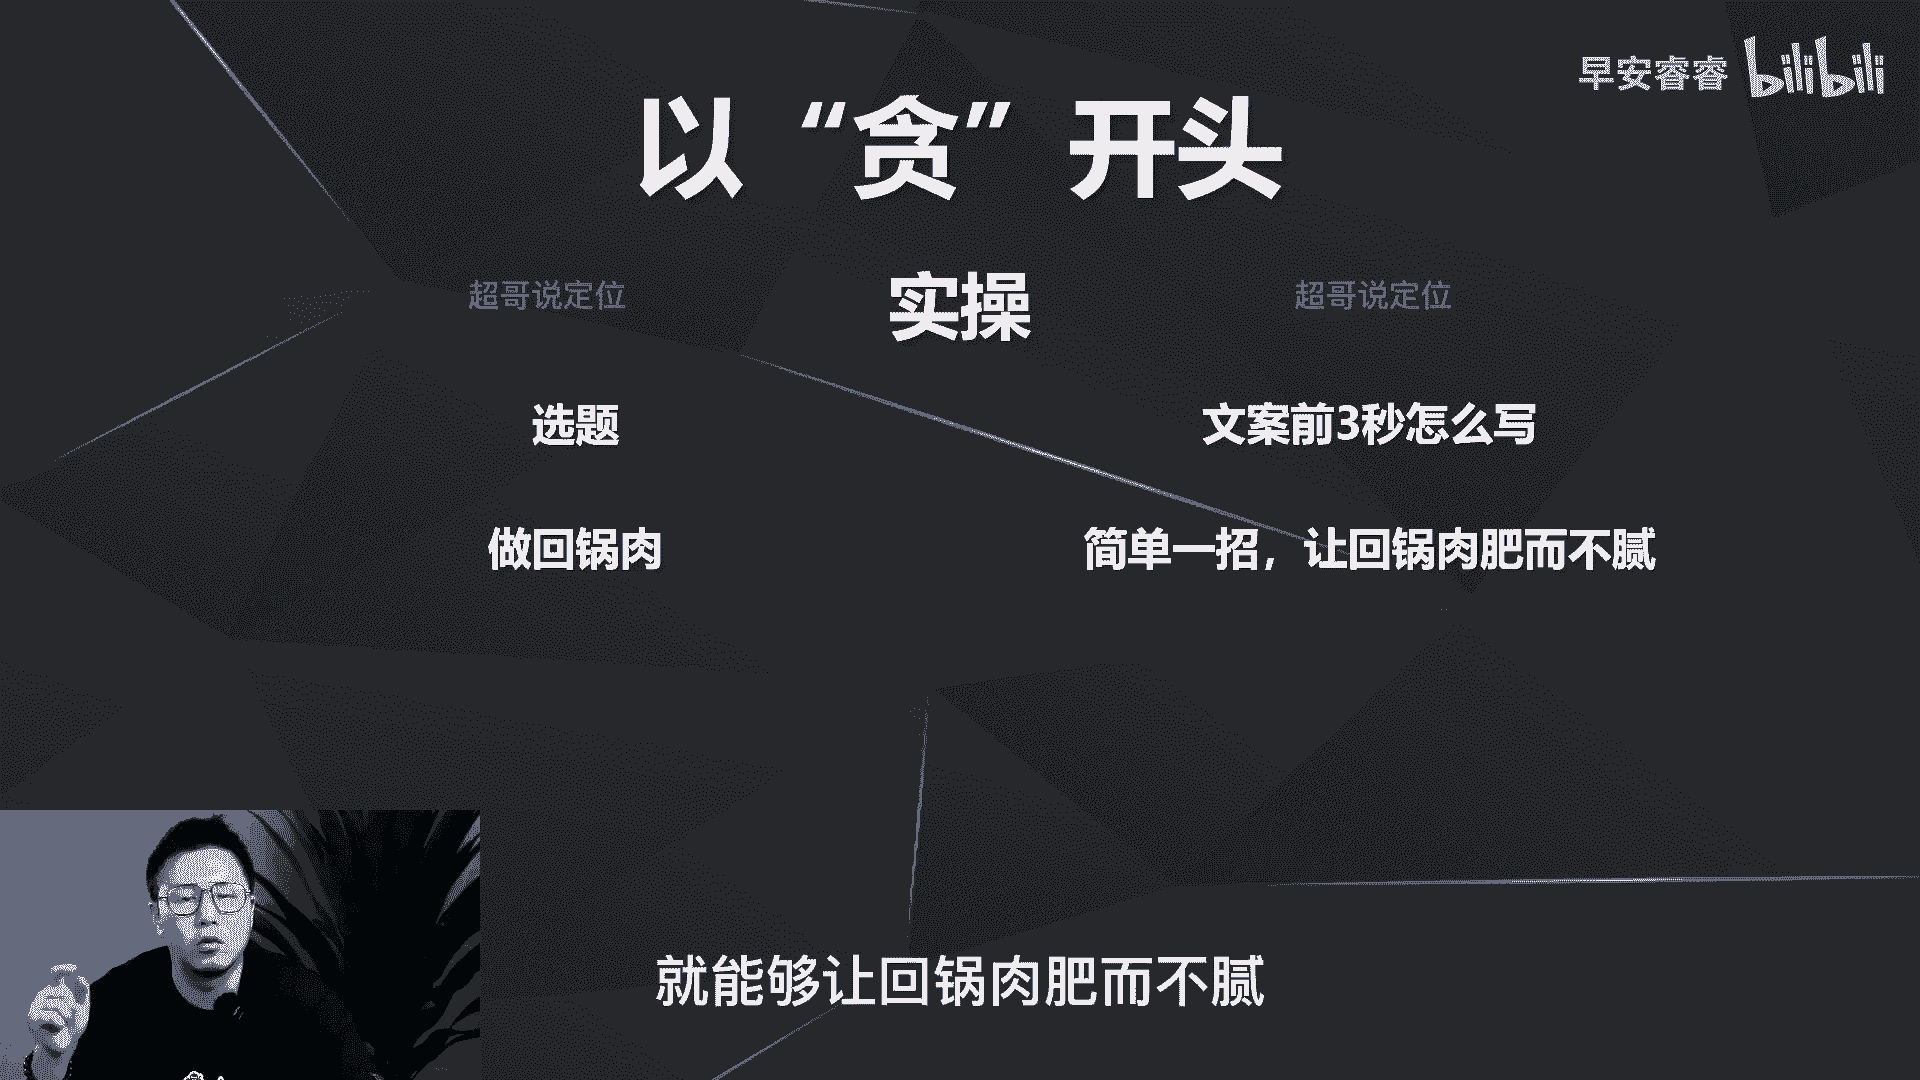 早安睿睿 bilibili
以“贪”开头
超哥说定位 实操 超哥说定位
选题 文案前3秒怎么写
做回锅肉 简单一招，让回锅肉肥而不腻
就能够让回锅肉肥而不腻